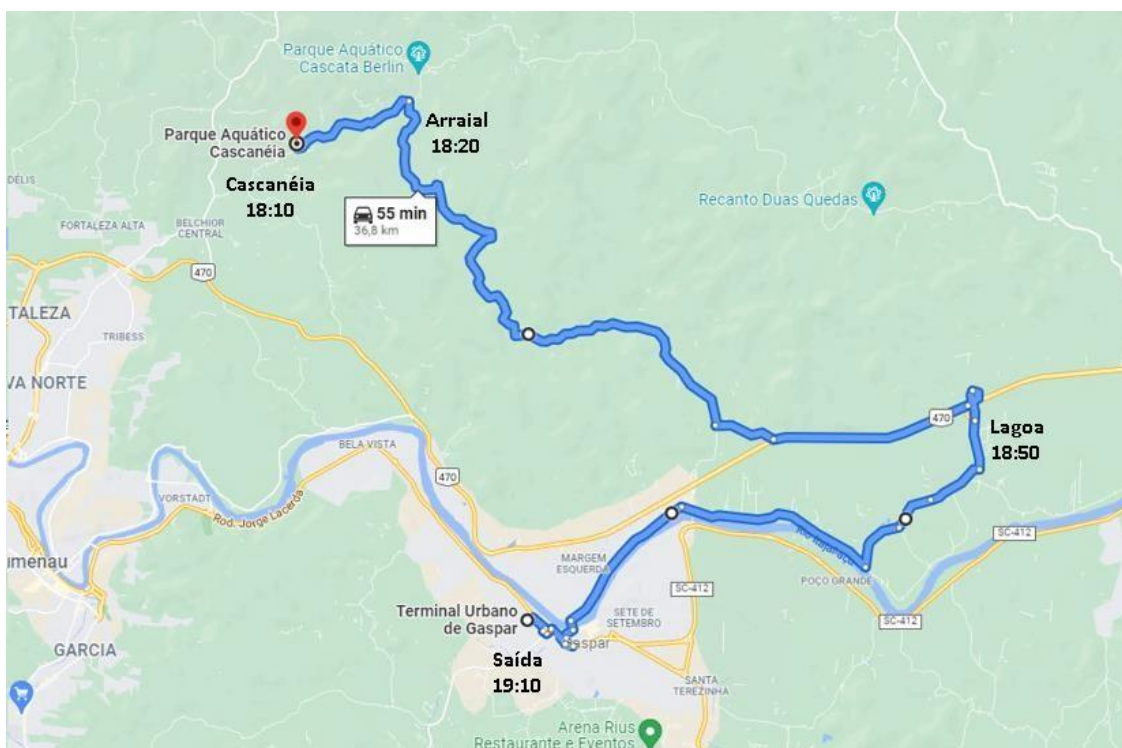 Parque Aquático
Cascata Berlin
Arraial
18:20
Parque Aquático
Cascanéia
Cascanéia
18:10
55 min
36,8 km
Recanto Duas Quedas
FORTALEZA ALTA
BELCHIOR
CENTRAL
470
TALEZA
TRIBESS
VA NORTE
470
Lagoa
18:50
BELA VISTA
470
VORSTADT
Rod. Jorge Lacerda
SC-412
umenau
MARGEM
ESQUERDA
POÇO GRANDE
SC-412
SC-412
Terminal Urbano
de Gaspar
SETE DE
SETEMBRO
Gaspar
GARCIA
Saída
19:10
SANTA
TEREZINHA
Arena Rius
Restaurante e Eventos